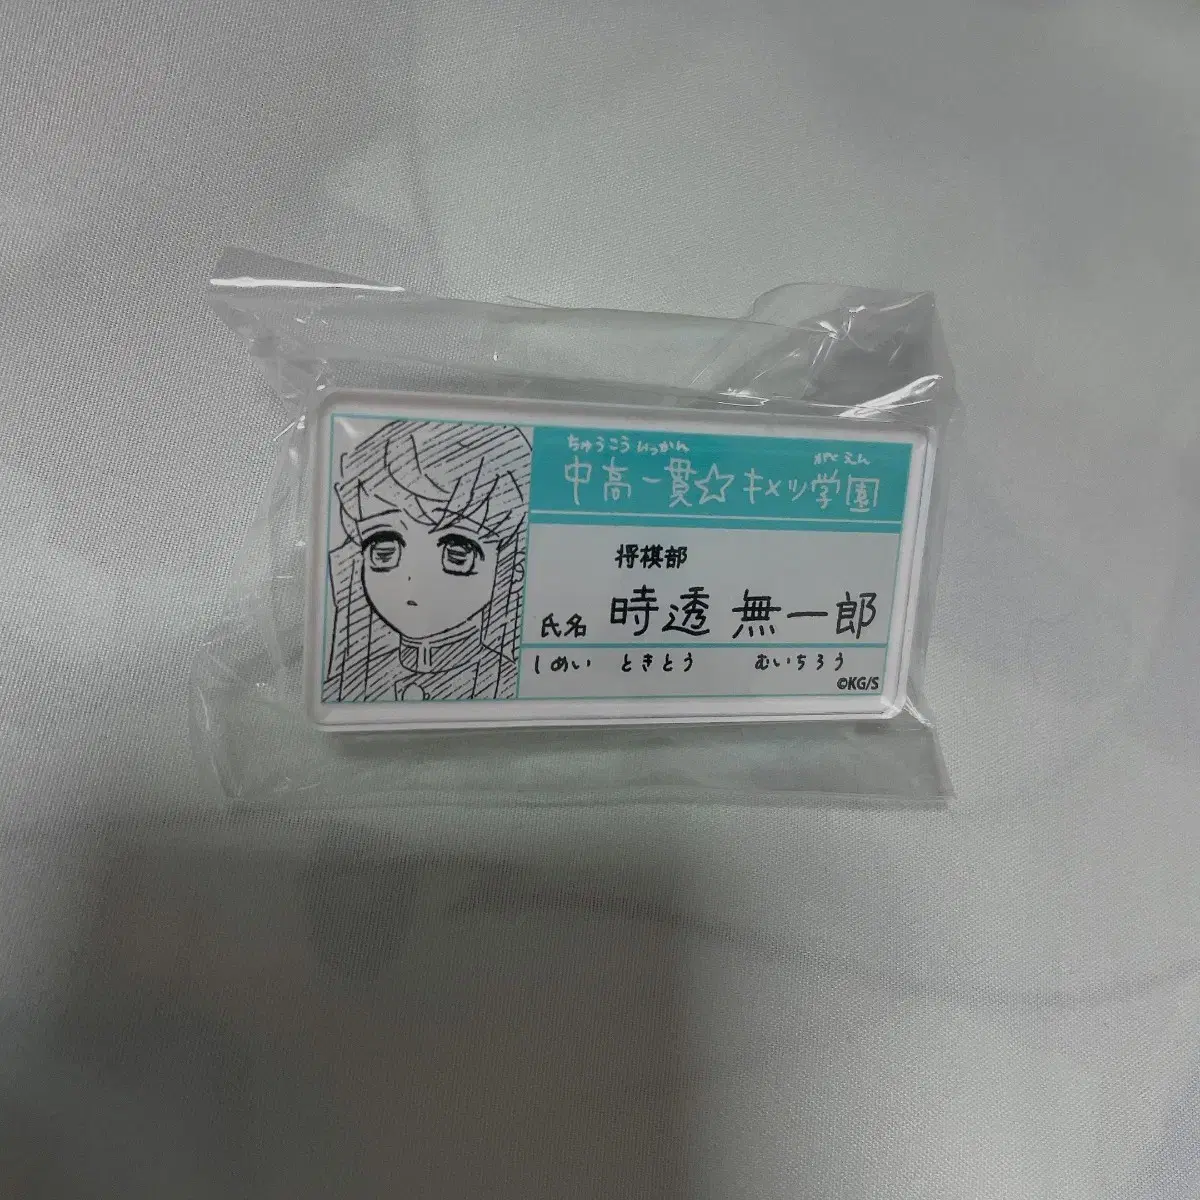 ちゅうこう いっかん
がくえん
中高一貫☆キメツ学園
将棋部
氏名 時透 無一郎
しめい ときとう むいちろう
©KG/S